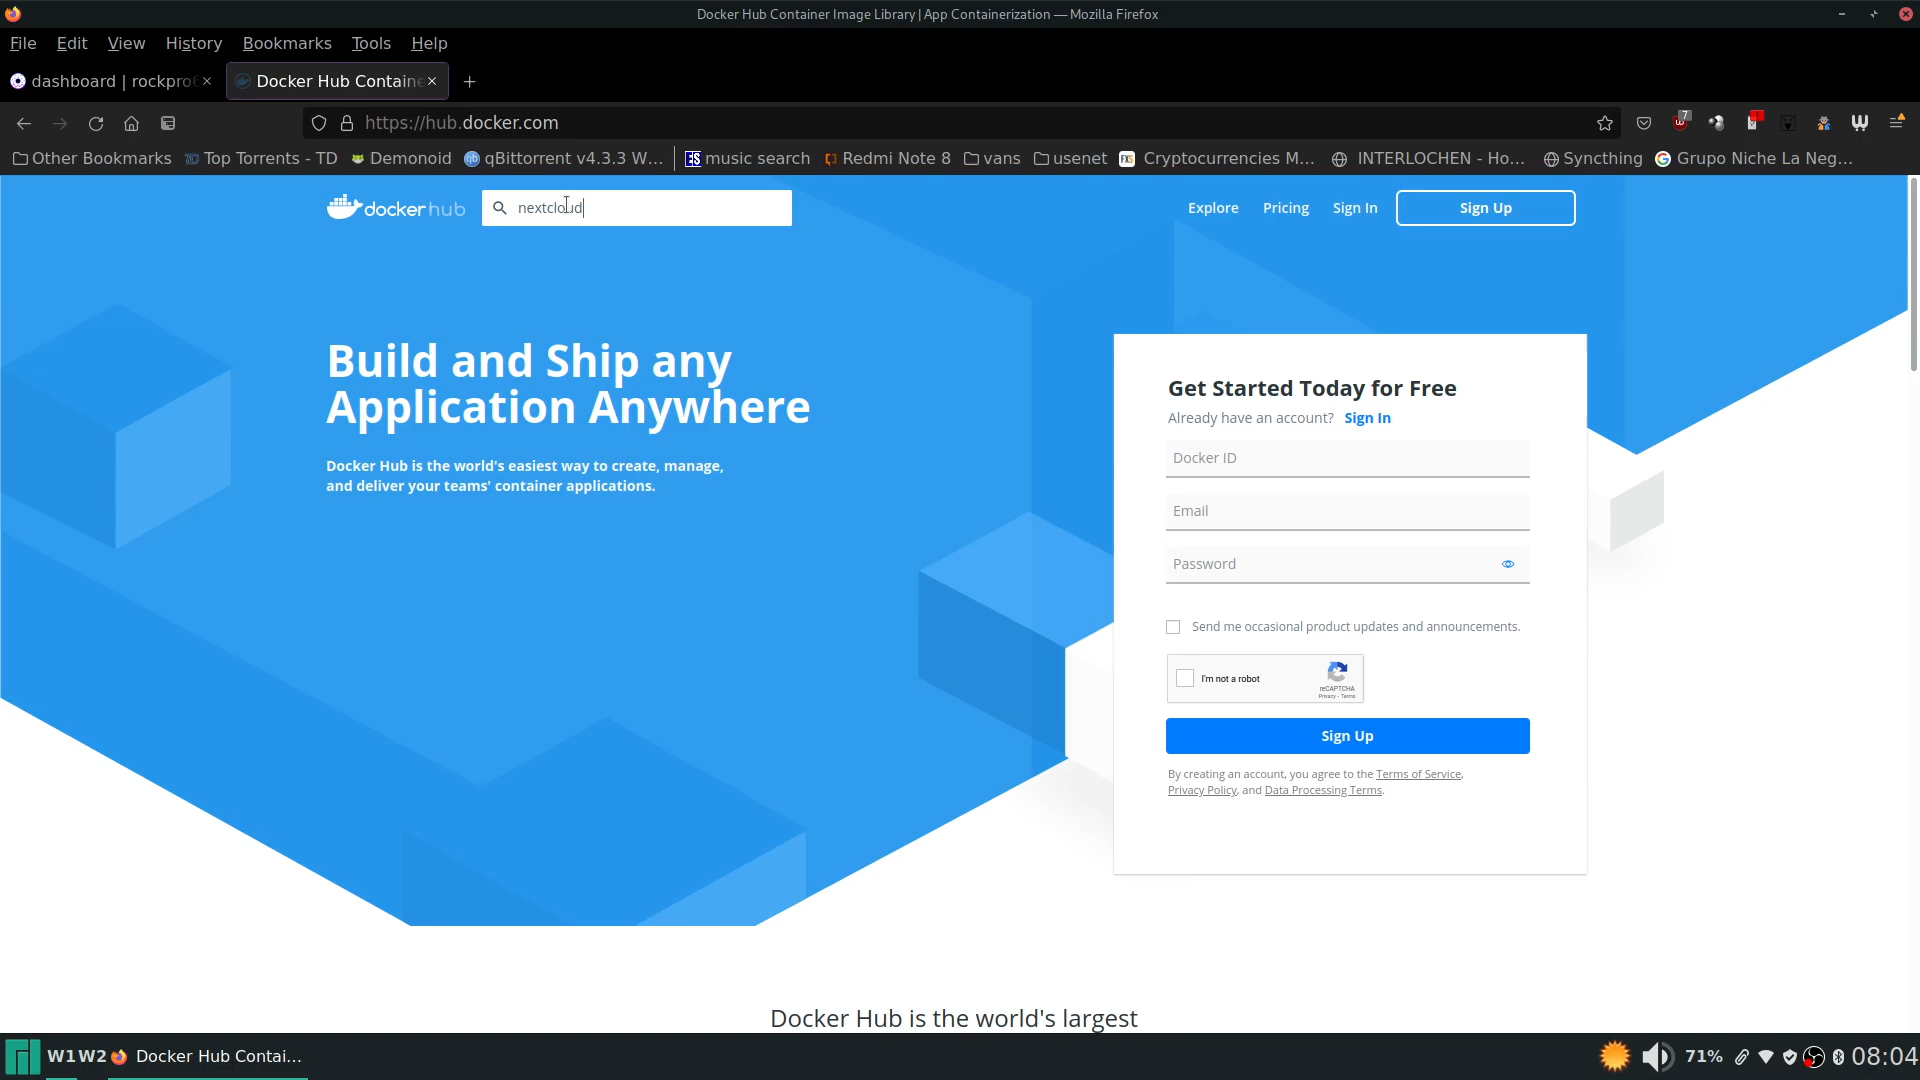 Docker Hub Container Image Library | App Containerization — Mozilla Firefox
File Edit View History Bookmarks Tools Help
dashboard | rockpro
Docker Hub Containe
https://hub.docker.com
7
Other Bookmarks Top Torrents - TD Demonoid qBittorrent v4.3.3 W... music search Redmi Note 8 vans usenet Cryptocurrencies M... INTERLOCHEN - Ho... Syncthing Grupo Niche La Neg...
docker hub
nextcloud
Explore Pricing Sign In Sign Up
Build and Ship any
Application Anywhere
Docker Hub is the world's easiest way to create, manage,
and deliver your teams' container applications.
Get Started Today for Free
Already have an account? Sign In
Docker ID
Email
Password
Send me occasional product updates and announcements.
I'm not a robot
reCAPTCHA
Privacy - Terms
Sign Up
By creating an account, you agree to the Terms of Service,
Privacy Policy, and Data Processing Terms.
Docker Hub is the world's largest
W1 W2 Docker Hub Contai...
71% 08:04